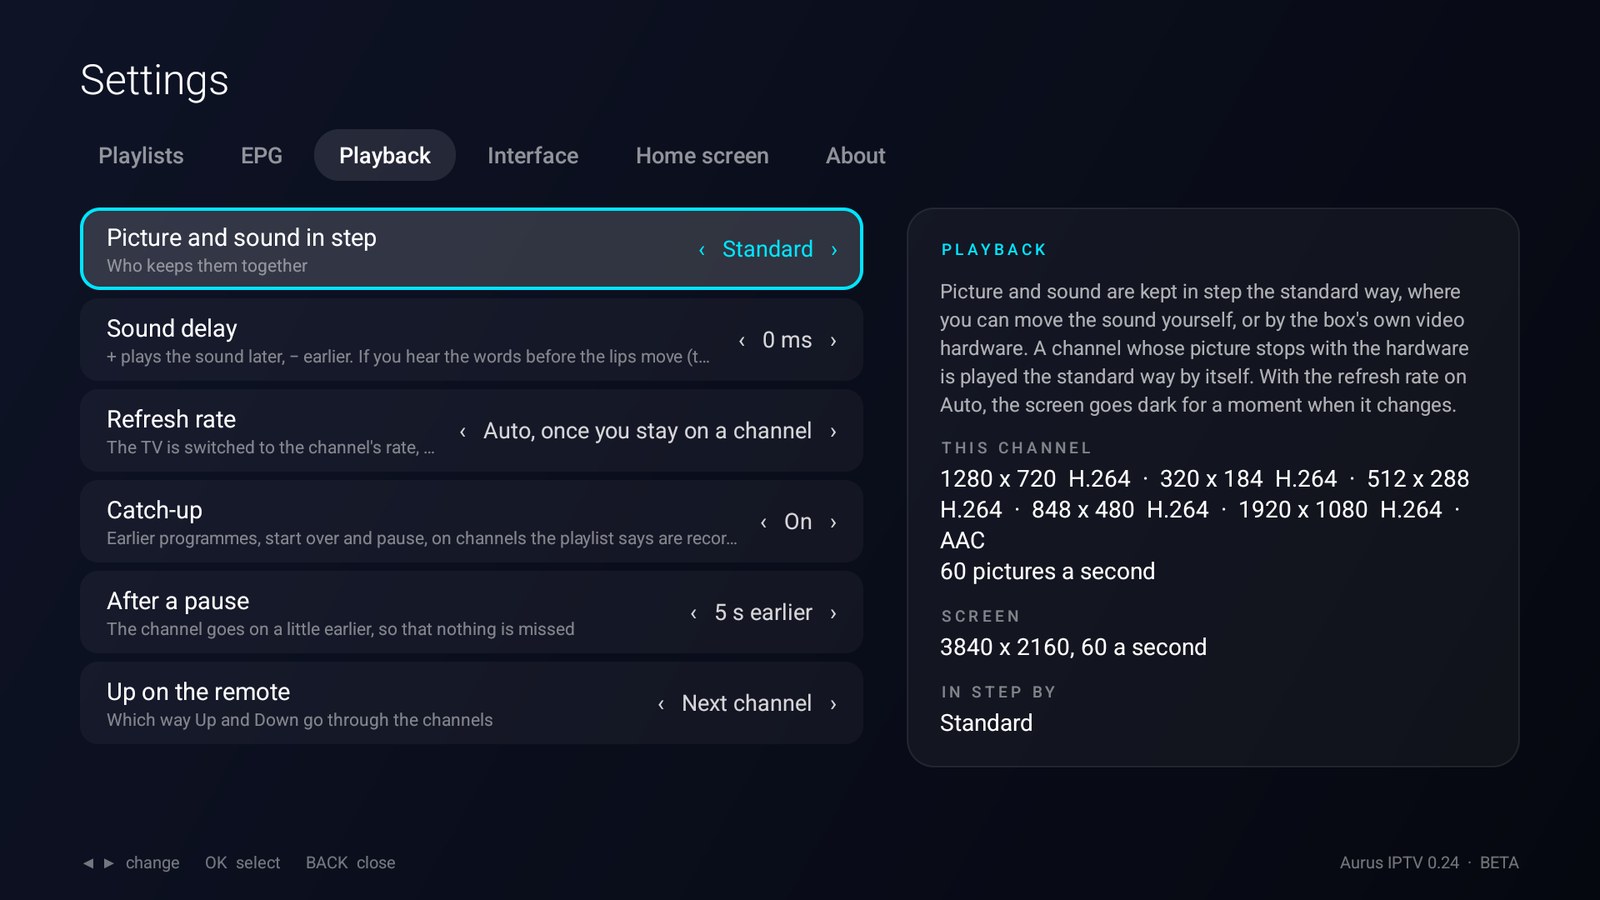 Settings
Playlists EPG Playback Interface Home screen About
Picture and sound in step
Who keeps them together
‹ Standard ›
Sound delay
+ plays the sound later, − earlier. If you hear the words before the lips move (t...
‹ 0 ms ›
Refresh rate
The TV is switched to the channel's rate, ...
‹ Auto, once you stay on a channel ›
Catch-up
Earlier programmes, start over and pause, on channels the playlist says are recor...
‹ On ›
After a pause
The channel goes on a little earlier, so that nothing is missed
‹ 5 s earlier ›
Up on the remote
Which way Up and Down go through the channels
‹ Next channel ›
PLAYBACK
Picture and sound are kept in step the standard way, where
you can move the sound yourself, or by the box's own video
hardware. A channel whose picture stops with the hardware
is played the standard way by itself. With the refresh rate on
Auto, the screen goes dark for a moment when it changes.
THIS CHANNEL
1280 x 720 H.264 · 320 x 184 H.264 · 512 x 288
H.264 · 848 x 480 H.264 · 1920 x 1080 H.264 ·
AAC
60 pictures a second
SCREEN
3840 x 2160, 60 a second
IN STEP BY
Standard
◄ ► change OK select BACK close
Aurus IPTV 0.24 · BETA